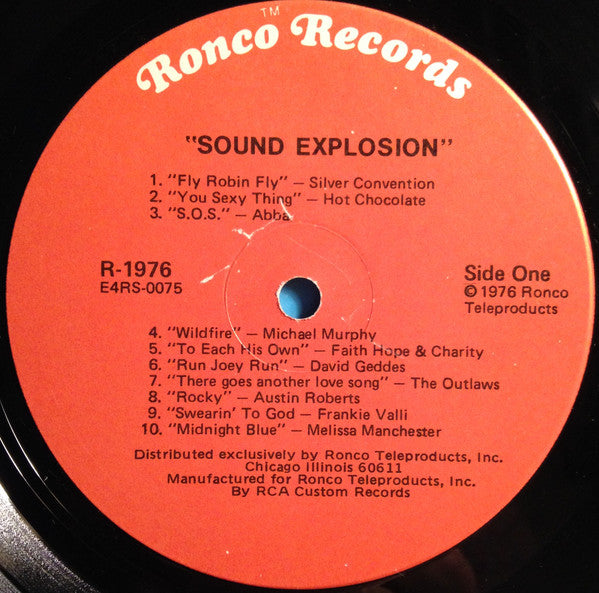 Ronco Records™
"SOUND EXPLOSION"
1. "Fly Robin Fly" — Silver Convention
2. "You Sexy Thing" — Hot Chocolate
3. "S.O.S." — Abba
R-1976
E4RS-0075
Side One
© 1976 Ronco
Teleproducts
4. "Wildfire" — Michael Murphy
5. "To Each His Own" — Faith Hope & Charity
6. "Run Joey Run" — David Geddes
7. "There goes another love song" — The Outlaws
8. "Rocky" — Austin Roberts
9. "Swearin' To God — Frankie Valli
10. "Midnight Blue" — Melissa Manchester
Distributed exclusively by Ronco Teleproducts, Inc.
Chicago Illinois 60611
Manufactured for Ronco Teleproducts, Inc.
By RCA Custom Records